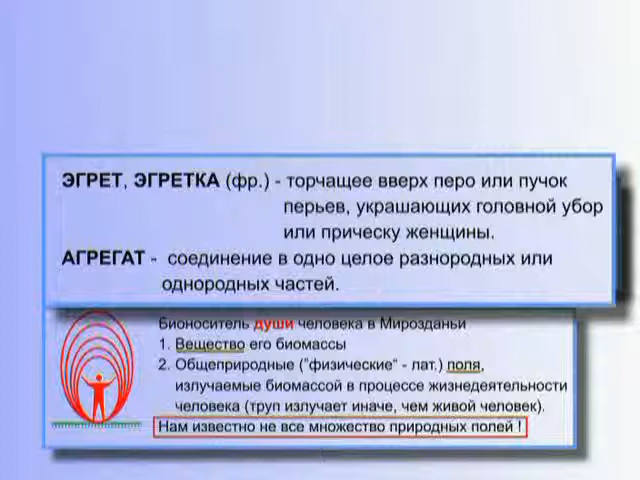 ЭГРЕТ, ЭГРЕТКА (фр.) - торчащее вверх перо или пучок
перьев, украшающих головной убор
или прическу женщины.
АГРЕГАТ - соединение в одно целое разнородных или
однородных частей.
Бионоситель души человека в Мирозданьи
1. Вещество его биомассы
2. Общеприродные ("физические" - лат.) поля,
излучаемые биомассой в процессе жизнедеятельности
человека (труп излучает иначе, чем живой человек).
Нам известно не все множество природных полей !